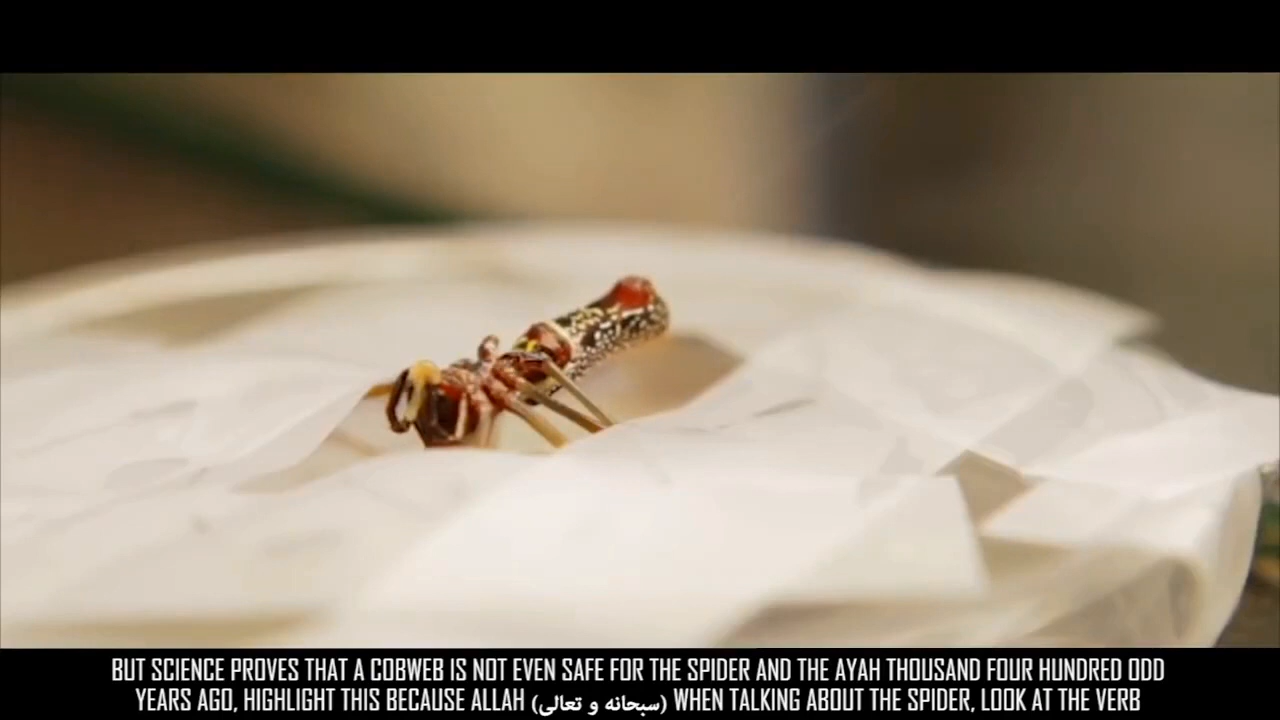 BUT SCIENCE PROVES THAT A COBWEB IS NOT EVEN SAFE FOR THE SPIDER AND THE AYAH THOUSAND FOUR HUNDRED ODD
YEARS AGO, HIGHLIGHT THIS BECAUSE ALLAH (سبحانه و تعالى) WHEN TALKING ABOUT THE SPIDER, LOOK AT THE VERB